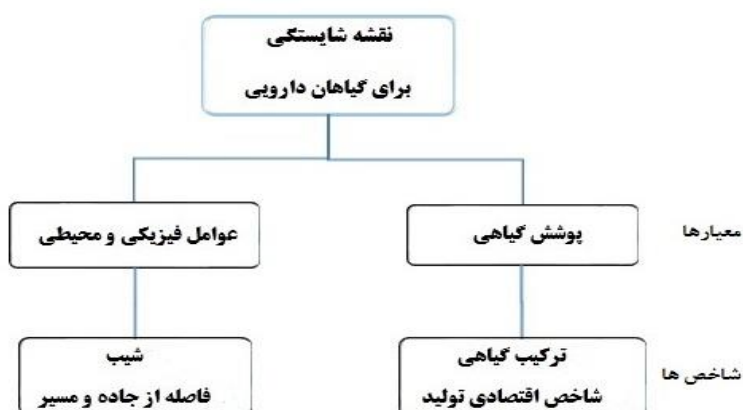 نقشه شایستگی
برای گیاهان دارویی
معیارها
پوشش گیاهی
عوامل فیزیکی و محیطی
شاخص ها
ترکیب گیاهی
شاخص اقتصادی تولید
شیب
فاصله از جاده و مسیر